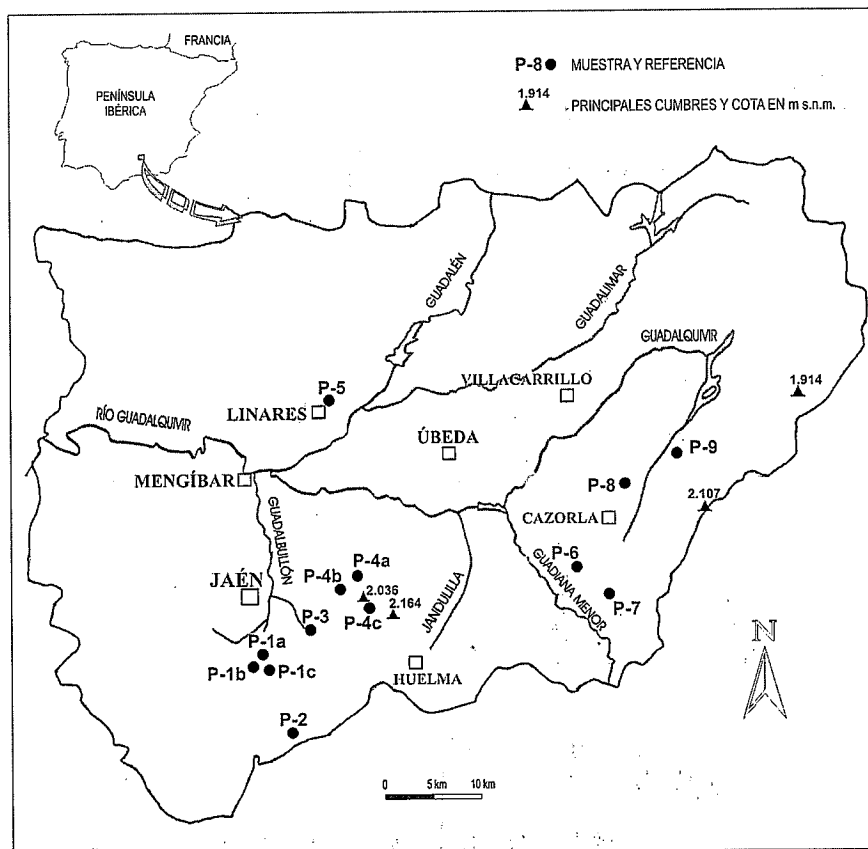 FRANCIA
PENÍNSULA
IBÉRICA
P-8 MUESTRA Y REFERENCIA
1.914
PRINCIPALES CUMBRES Y COTA EN m s.n.m.
GUADALÉN
GUADALIMAR
GUADALQUIVIR
VILLACARRILLO
1.914
P-5
LINARES
RÍO GUADALQUIVIR
ÚBEDA
P-9
MENGÍBAR
P-8
2.107
CAZORLA
GUADALBULLÓN
P-6
P-4a
GUADIANA MENOR
JAÉN
P-4b
2.036
P-7
2.164
JANDULILLA
P-4c
P-3
N
P-1a
P-1b
P-1c
HUELMA
P-2
0 5 km 10 km